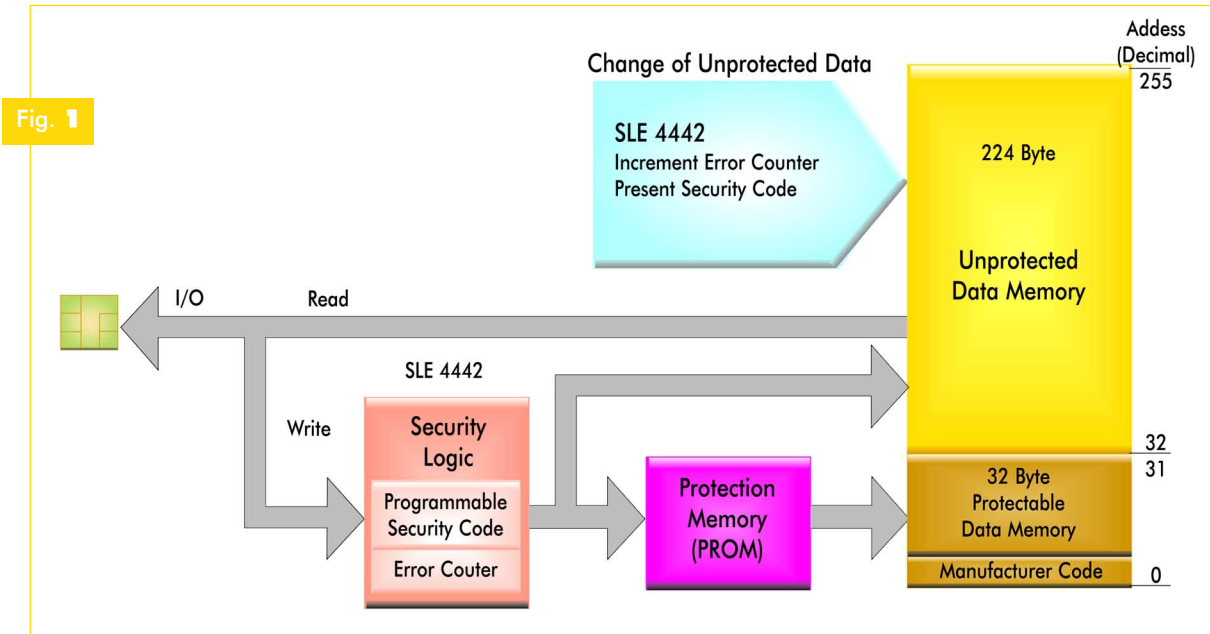 Fig. 1
Change of Unprotected Data
SLE 4442
Increment Error Counter
Present Security Code
Addess
(Decimal)
255
224 Byte
Unprotected
Data Memory
I/O
Read
SLE 4442
Write
Security
Logic
Programmable
Security Code
Error Couter
Protection
Memory
(PROM)
32
31
32 Byte
Protectable
Data Memory
Manufacturer Code
0